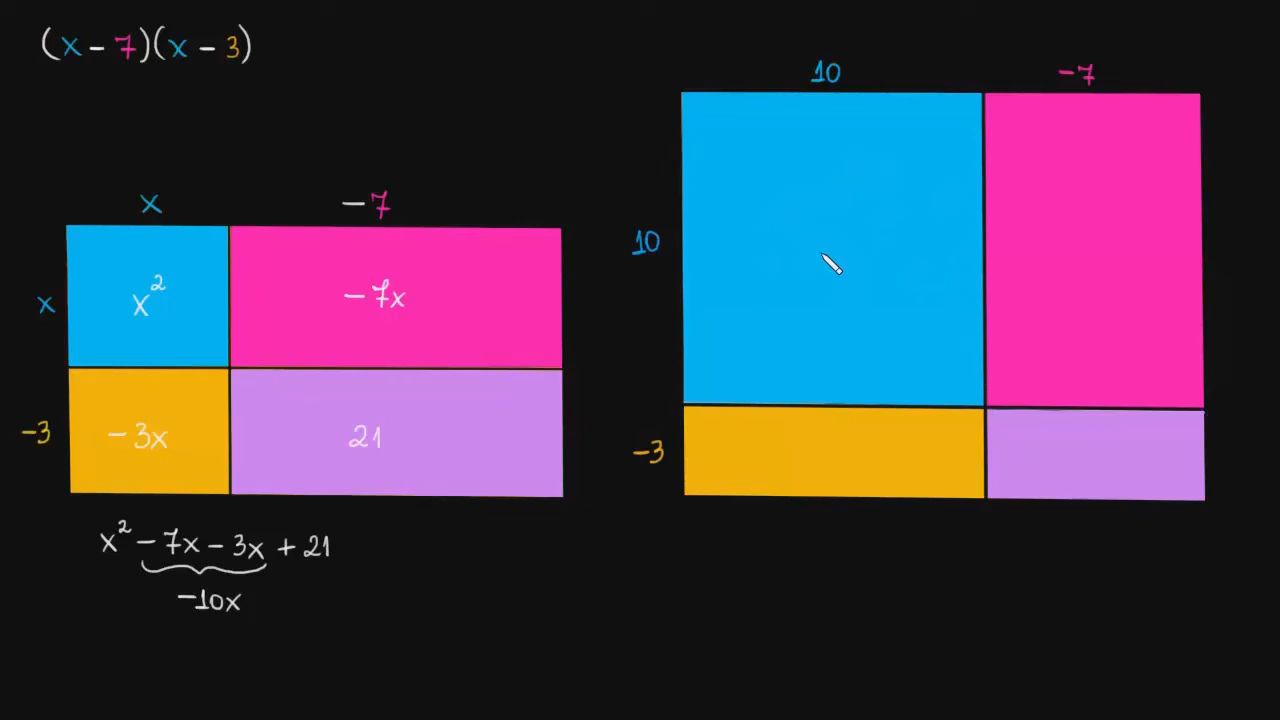 (x - 7)(x - 3)
10 -7
x -7
10
x x² -7x
-3 -3x 21
-3
x² - 7x - 3x + 21
-10x